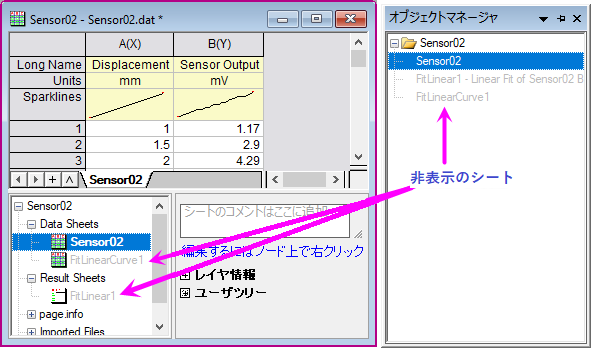 Sensor02 - Sensor02.dat *
A(X) B(Y)
Long Name Displacement Sensor Output
Units mm mV
Sparklines
1 1 1.17
2 1.5 2.9
3 2 4.29
Sensor02
Sensor02
Data Sheets
Sensor02
FitLinearCurve1
Result Sheets
FitLinear1
page.info
Imported Files
シートのコメントはここに追加
編集するにはノード上で右クリック
レイヤ情報
ユーザツリー
オブジェクトマネージャ
Sensor02
Sensor02
FitLinear1 - Linear Fit of Sensor02 B
FitLinearCurve1
非表示のシート